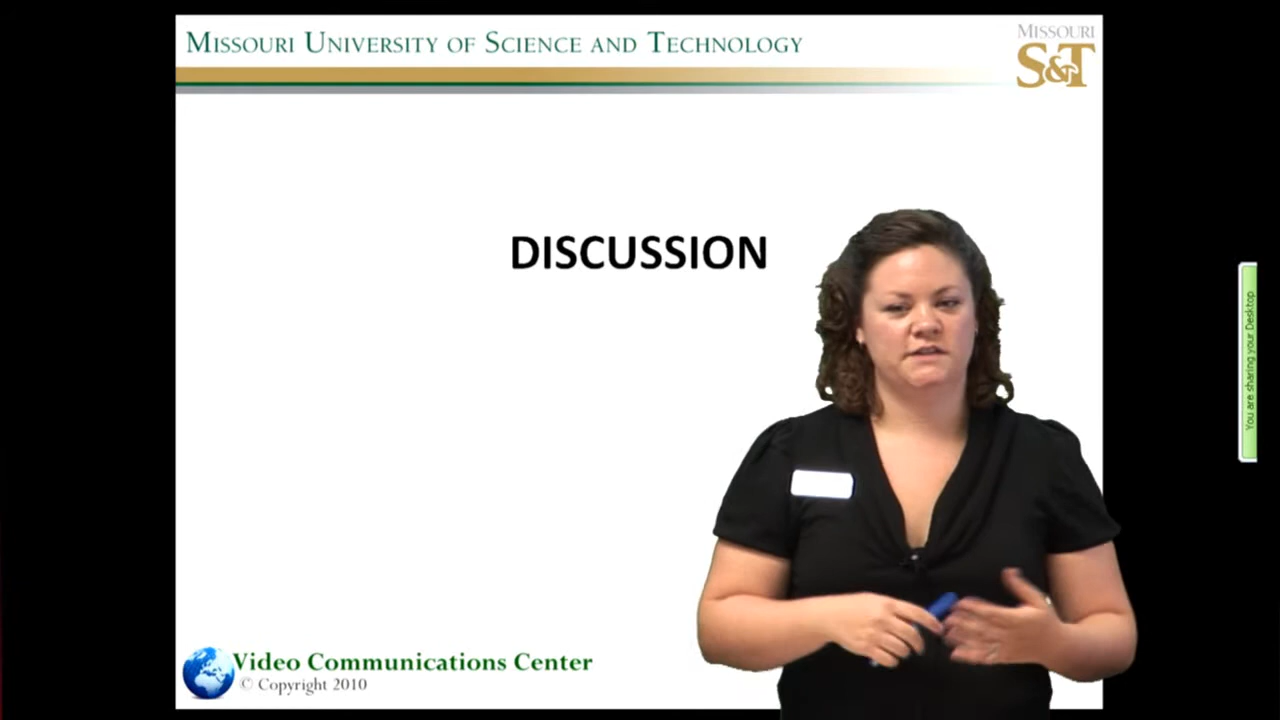 MISSOURI UNIVERSITY OF SCIENCE AND TECHNOLOGY
MISSOURI
S&T
DISCUSSION
You are sharing your Desktop
Video Communications Center
© Copyright 2010